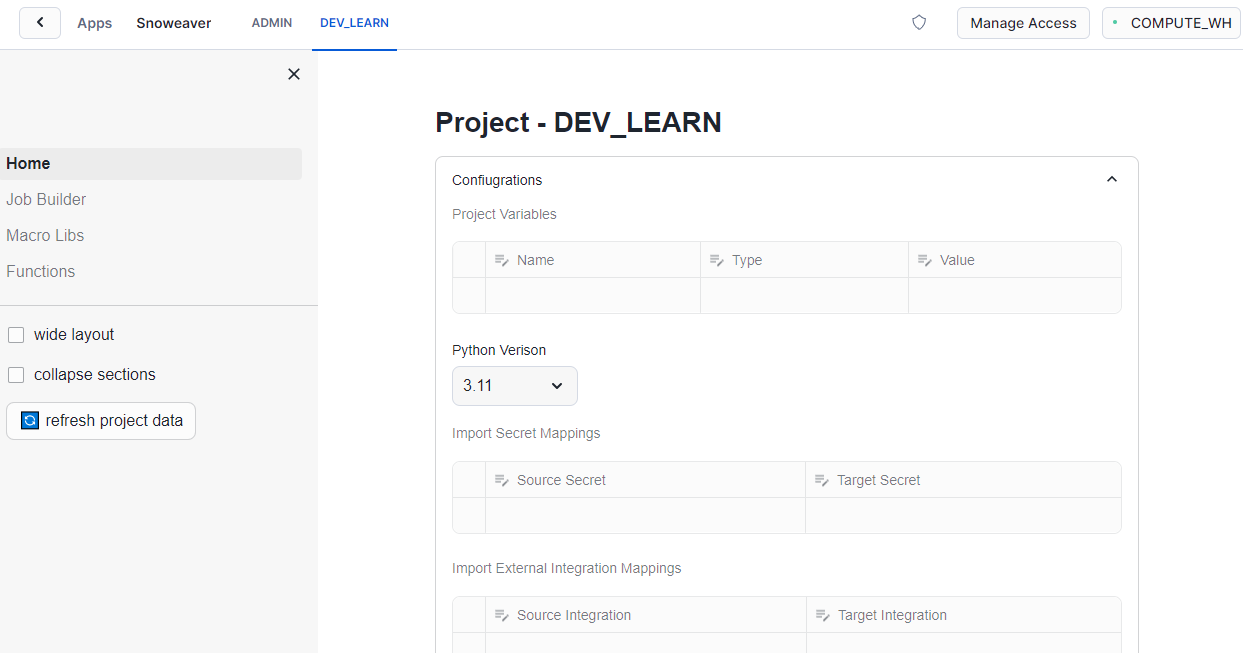 Apps Snoweaver ADMIN DEV_LEARN Manage Access COMPUTE_WH
Home
Job Builder
Macro Libs
Functions
wide layout
collapse sections
refresh project data
Project - DEV_LEARN
Confiugrations
Project Variables
Name Type Value
Python Verison
3.11
Import Secret Mappings
Source Secret Target Secret
Import External Integration Mappings
Source Integration Target Integration